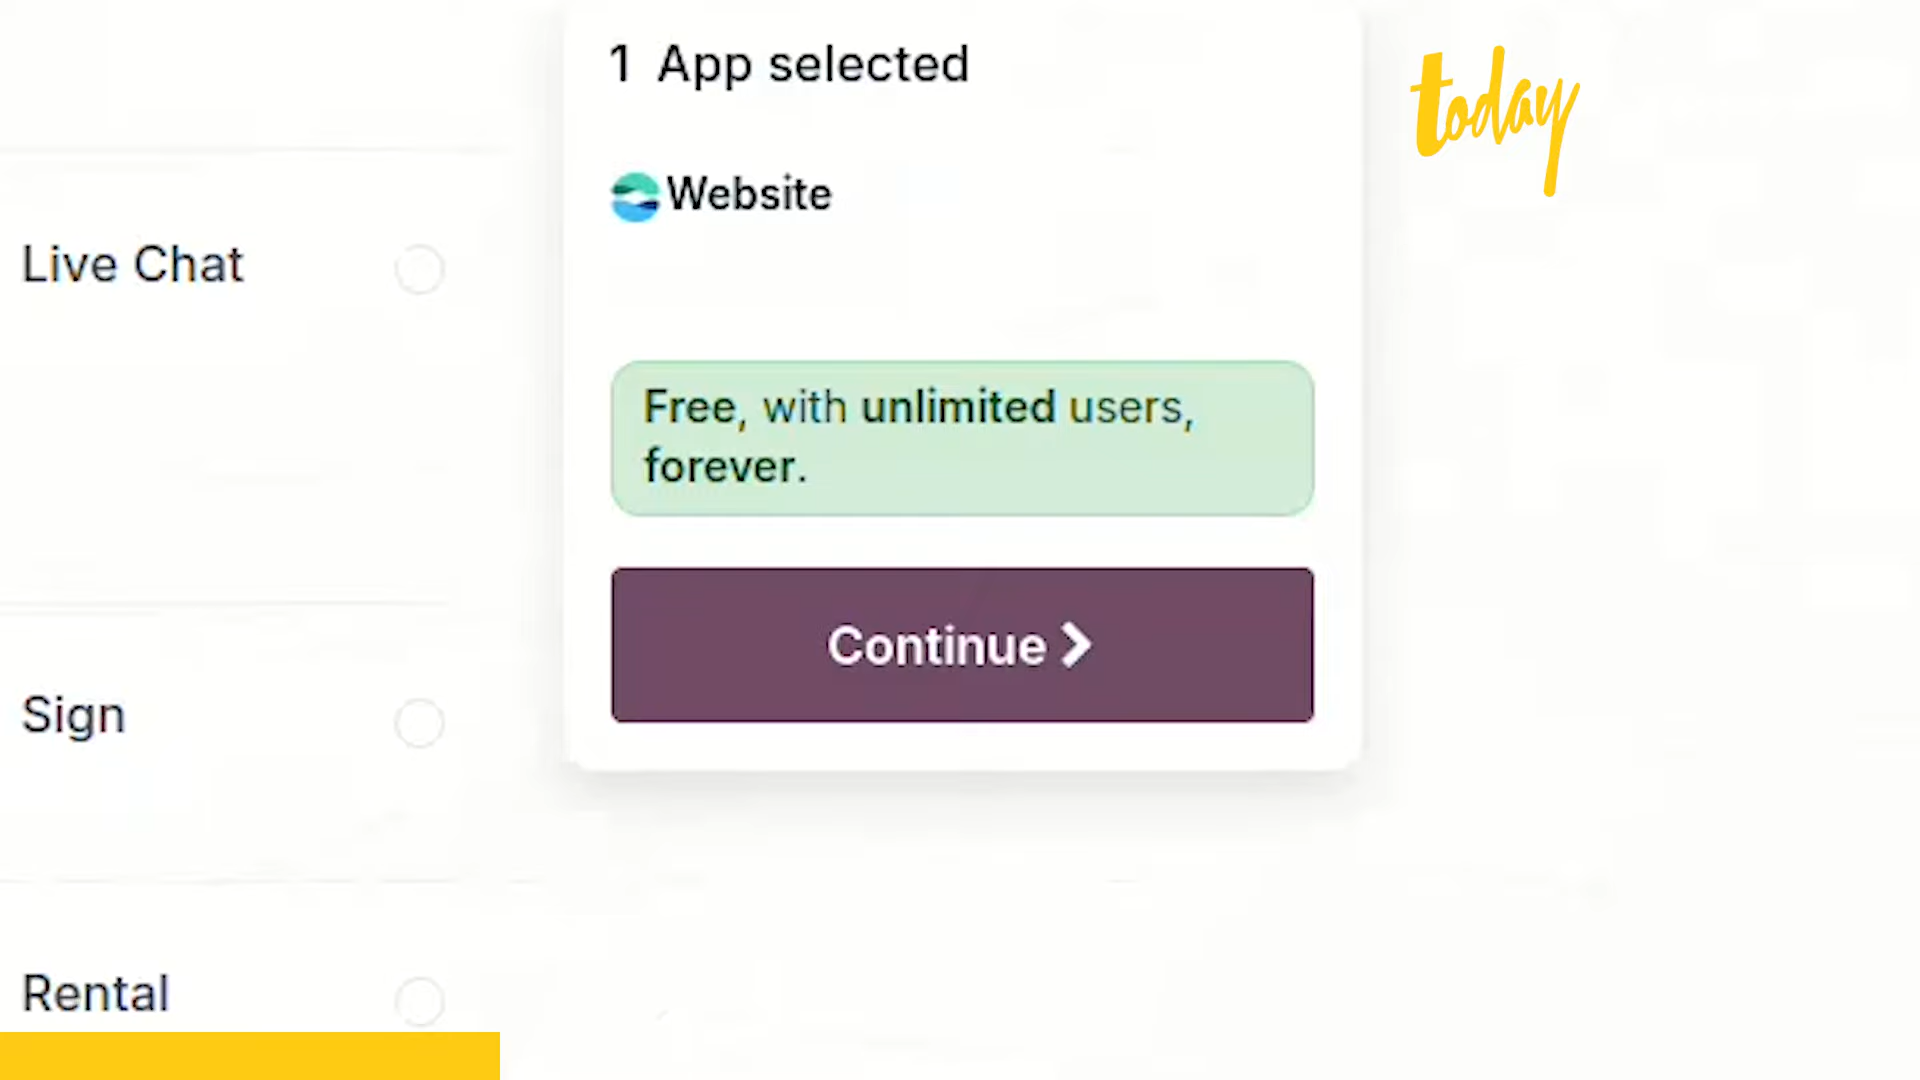 1 App selected
today
Website
Live Chat
Free, with unlimited users,
forever.
Continue
Sign
Rental